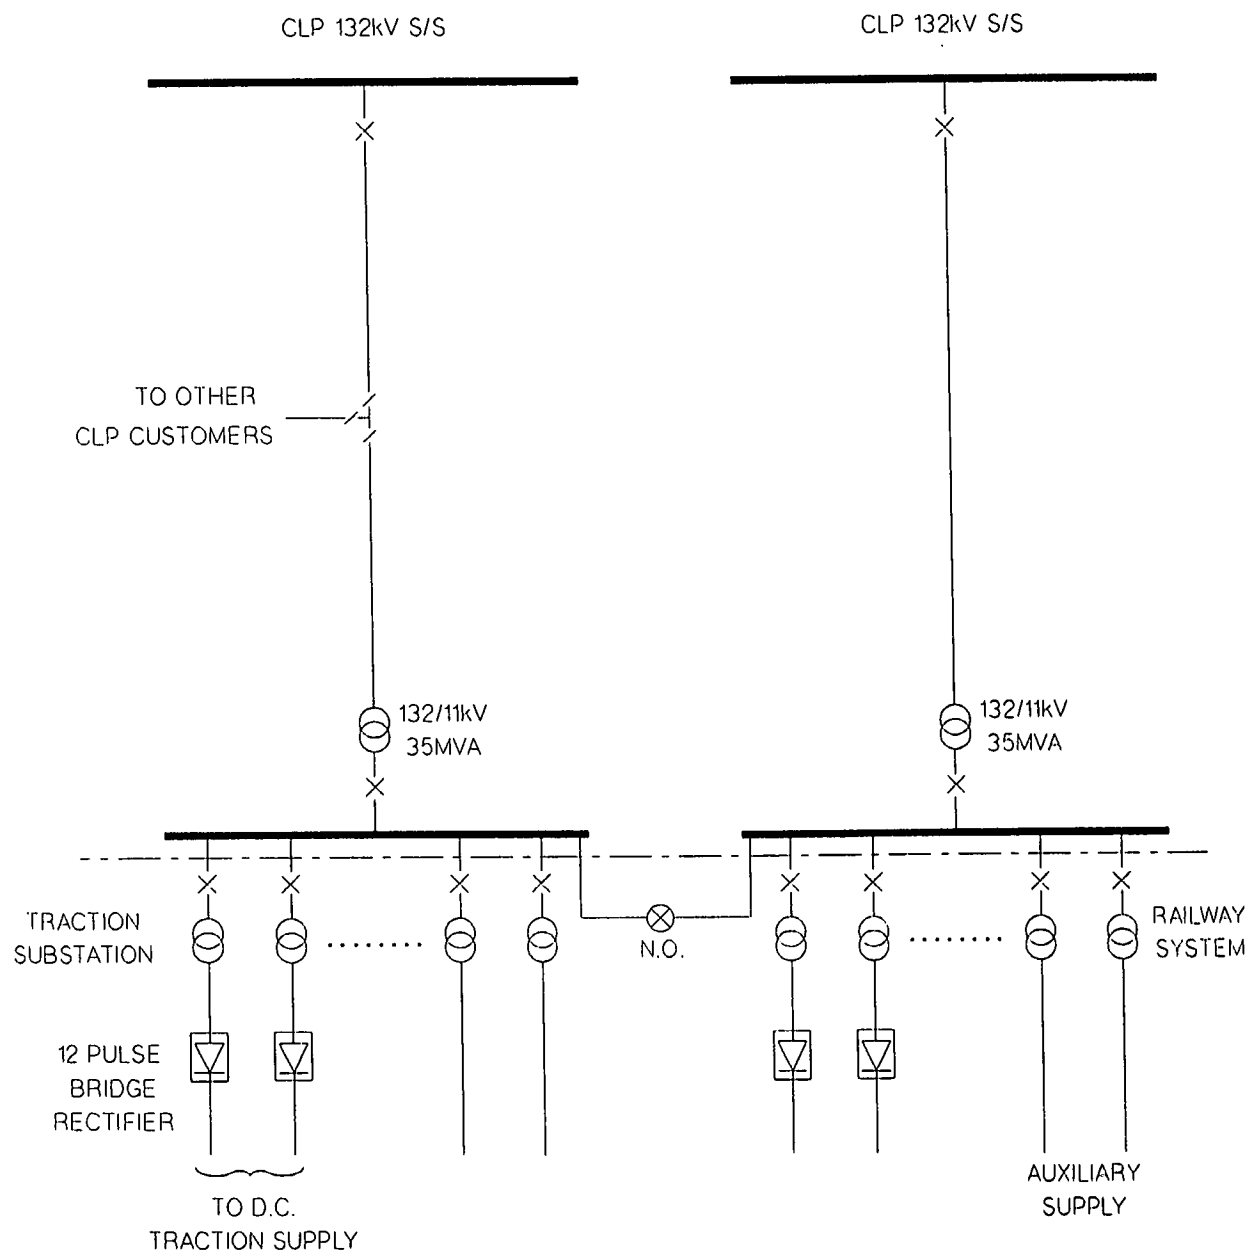 CLP 132kV S/S
CLP 132kV S/S
TO OTHER
CLP CUSTOMERS
132/11kV
35MVA
132/11kV
35MVA
TRACTION
SUBSTATION
N.O.
RAILWAY
SYSTEM
12 PULSE
BRIDGE
RECTIFIER
TO D.C.
TRACTION SUPPLY
AUXILIARY
SUPPLY